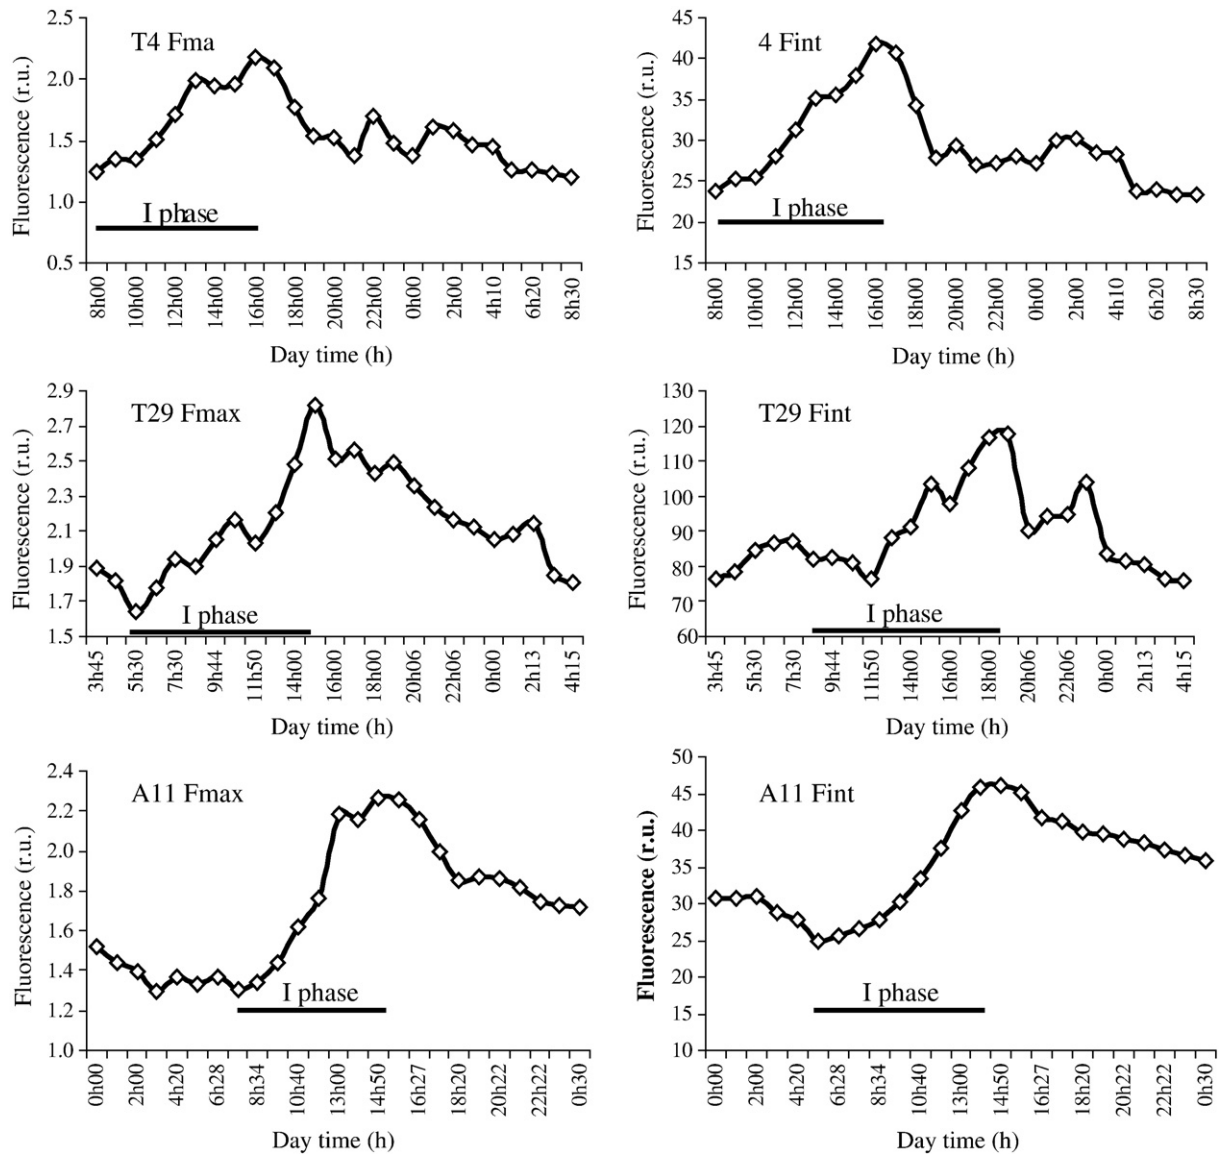 T4 Fma
Fluorescence (r.u.)
2.5
2.0
1.5
1.0
0.5
I phase
8h00 10h00 12h00 14h00 16h00 18h00 20h00 22h00 0h00 2h00 4h10 6h20 8h30
Day time (h)
4 Fint
Fluorescence (r.u.)
45
40
35
30
25
20
15
I phase
8h00 10h00 12h00 14h00 16h00 18h00 20h00 22h00 0h00 2h00 4h10 6h20 8h30
Day time (h)
T29 Fmax
Fluorescence (r.u.)
2.9
2.7
2.5
2.3
2.1
1.9
1.7
1.5
I phase
3h45 5h30 7h30 9h44 11h50 14h00 16h00 18h00 20h06 22h06 0h00 2h13 4h15
Day time (h)
T29 Fint
Fluorescence (r.u.)
130
120
110
100
90
80
70
60
I phase
3h45 5h30 7h30 9h44 11h50 14h00 16h00 18h00 20h06 22h06 0h00 2h13 4h15
Day time (h)
A11 Fmax
Fluorescence (r.u.)
2.4
2.2
2.0
1.8
1.6
1.4
1.2
1.0
I phase
0h00 2h00 4h20 6h28 8h34 10h40 13h00 14h50 16h27 18h20 20h22 22h22 0h30
Day time (h)
A11 Fint
Fluorescence (r.u.)
50
45
40
35
30
25
20
15
10
I phase
0h00 2h00 4h20 6h28 8h34 10h40 13h00 14h50 16h27 18h20 20h22 22h22 0h30
Day time (h)